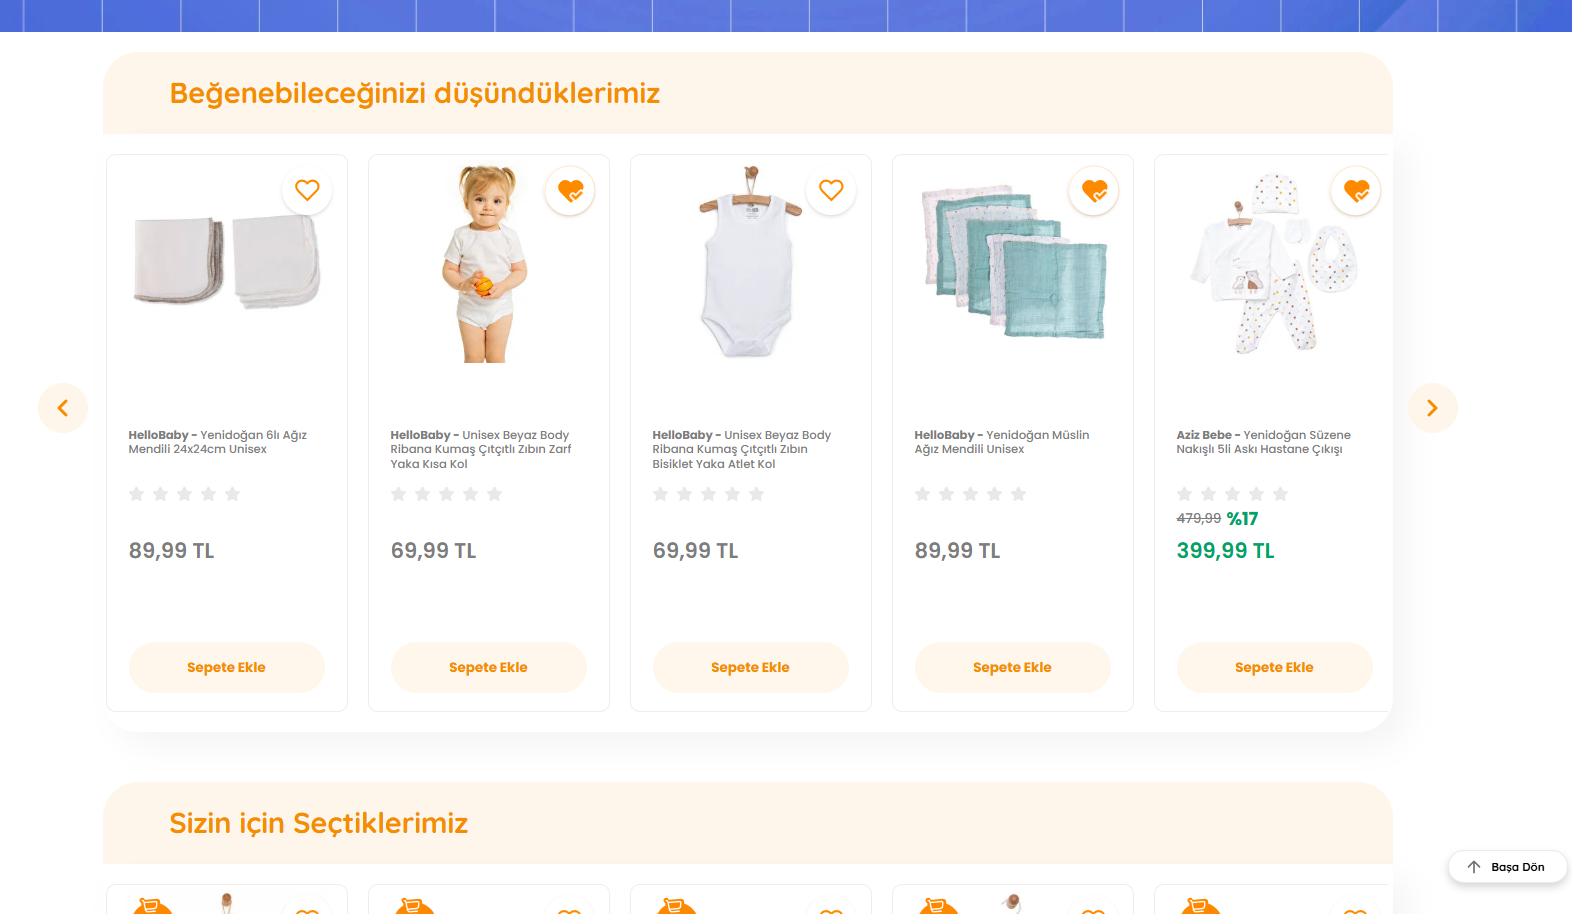 Beğenebileceğinizi düşündüklerimiz
HelloBaby - Yenidoğan 6lı Ağız
Mendili 24x24cm Unisex
89,99 TL
Sepete Ekle
HelloBaby - Unisex Beyaz Body
Ribana Kumaş Çıtçıtlı Zıbın Zarf
Yaka Kısa Kol
69,99 TL
Sepete Ekle
HelloBaby - Unisex Beyaz Body
Ribana Kumaş Çıtçıtlı Zıbın
Bisiklet Yaka Atlet Kol
69,99 TL
Sepete Ekle
HelloBaby - Yenidoğan Müslin
Ağız Mendili Unisex
89,99 TL
Sepete Ekle
Aziz Bebe - Yenidoğan Süzene
Nakışlı 5li Askı Hastane Çıkışı
479,99 %17
399,99 TL
Sepete Ekle
Sizin için Seçtiklerimiz
Başa Dön